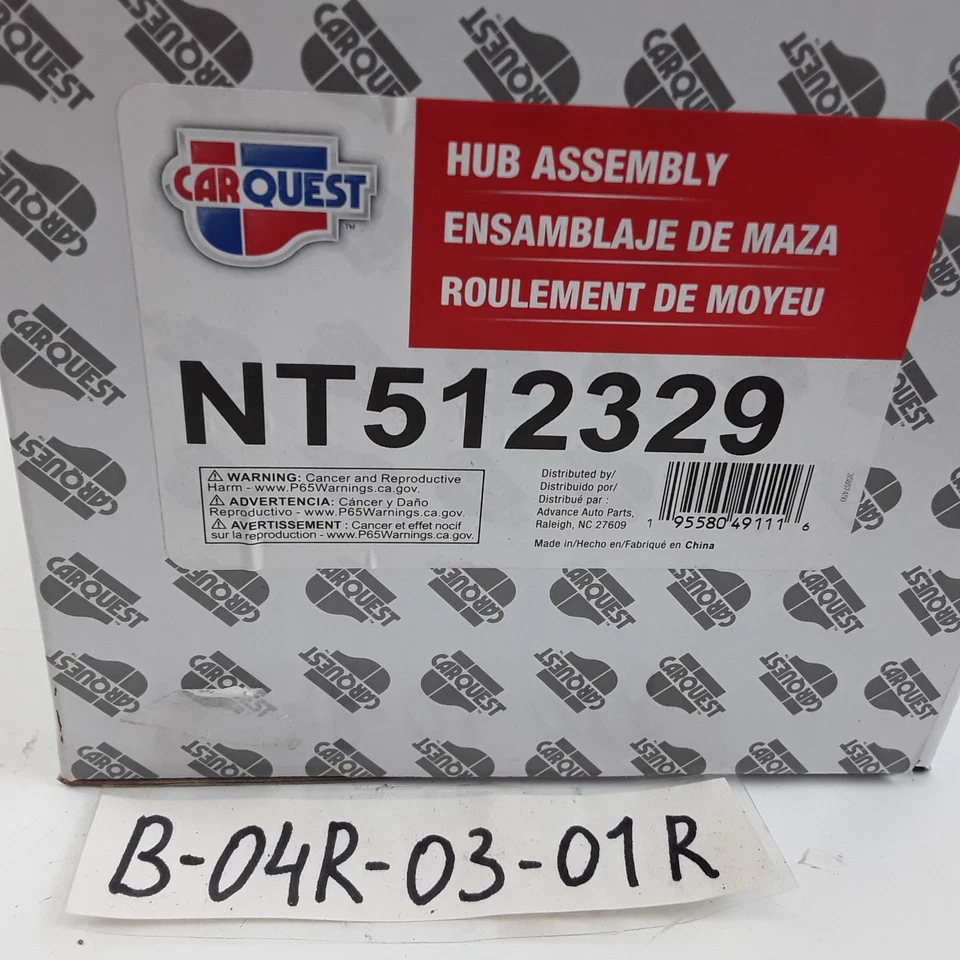 CARQUEST
TM
HUB ASSEMBLY
ENSAMBLAJE DE MAZA
ROULEMENT DE MOYEU
NT512329
⚠ WARNING: Cancer and Reproductive
Harm - www.P65Warnings.ca.gov.
⚠ ADVERTENCIA: Cáncer y Daño
Reproductivo - www.P65Warnings.ca.gov.
⚠ AVERTISSEMENT : Cancer et effet nocif
sur la reproduction - www.P65Warnings.ca.gov.
Distributed by/
Distribuido por/
Distribué par :
Advance Auto Parts,
Raleigh, NC 27609
Made in/Hecho en/Fabriqué en China
1 95580 49111 6
B-04R-03-01R